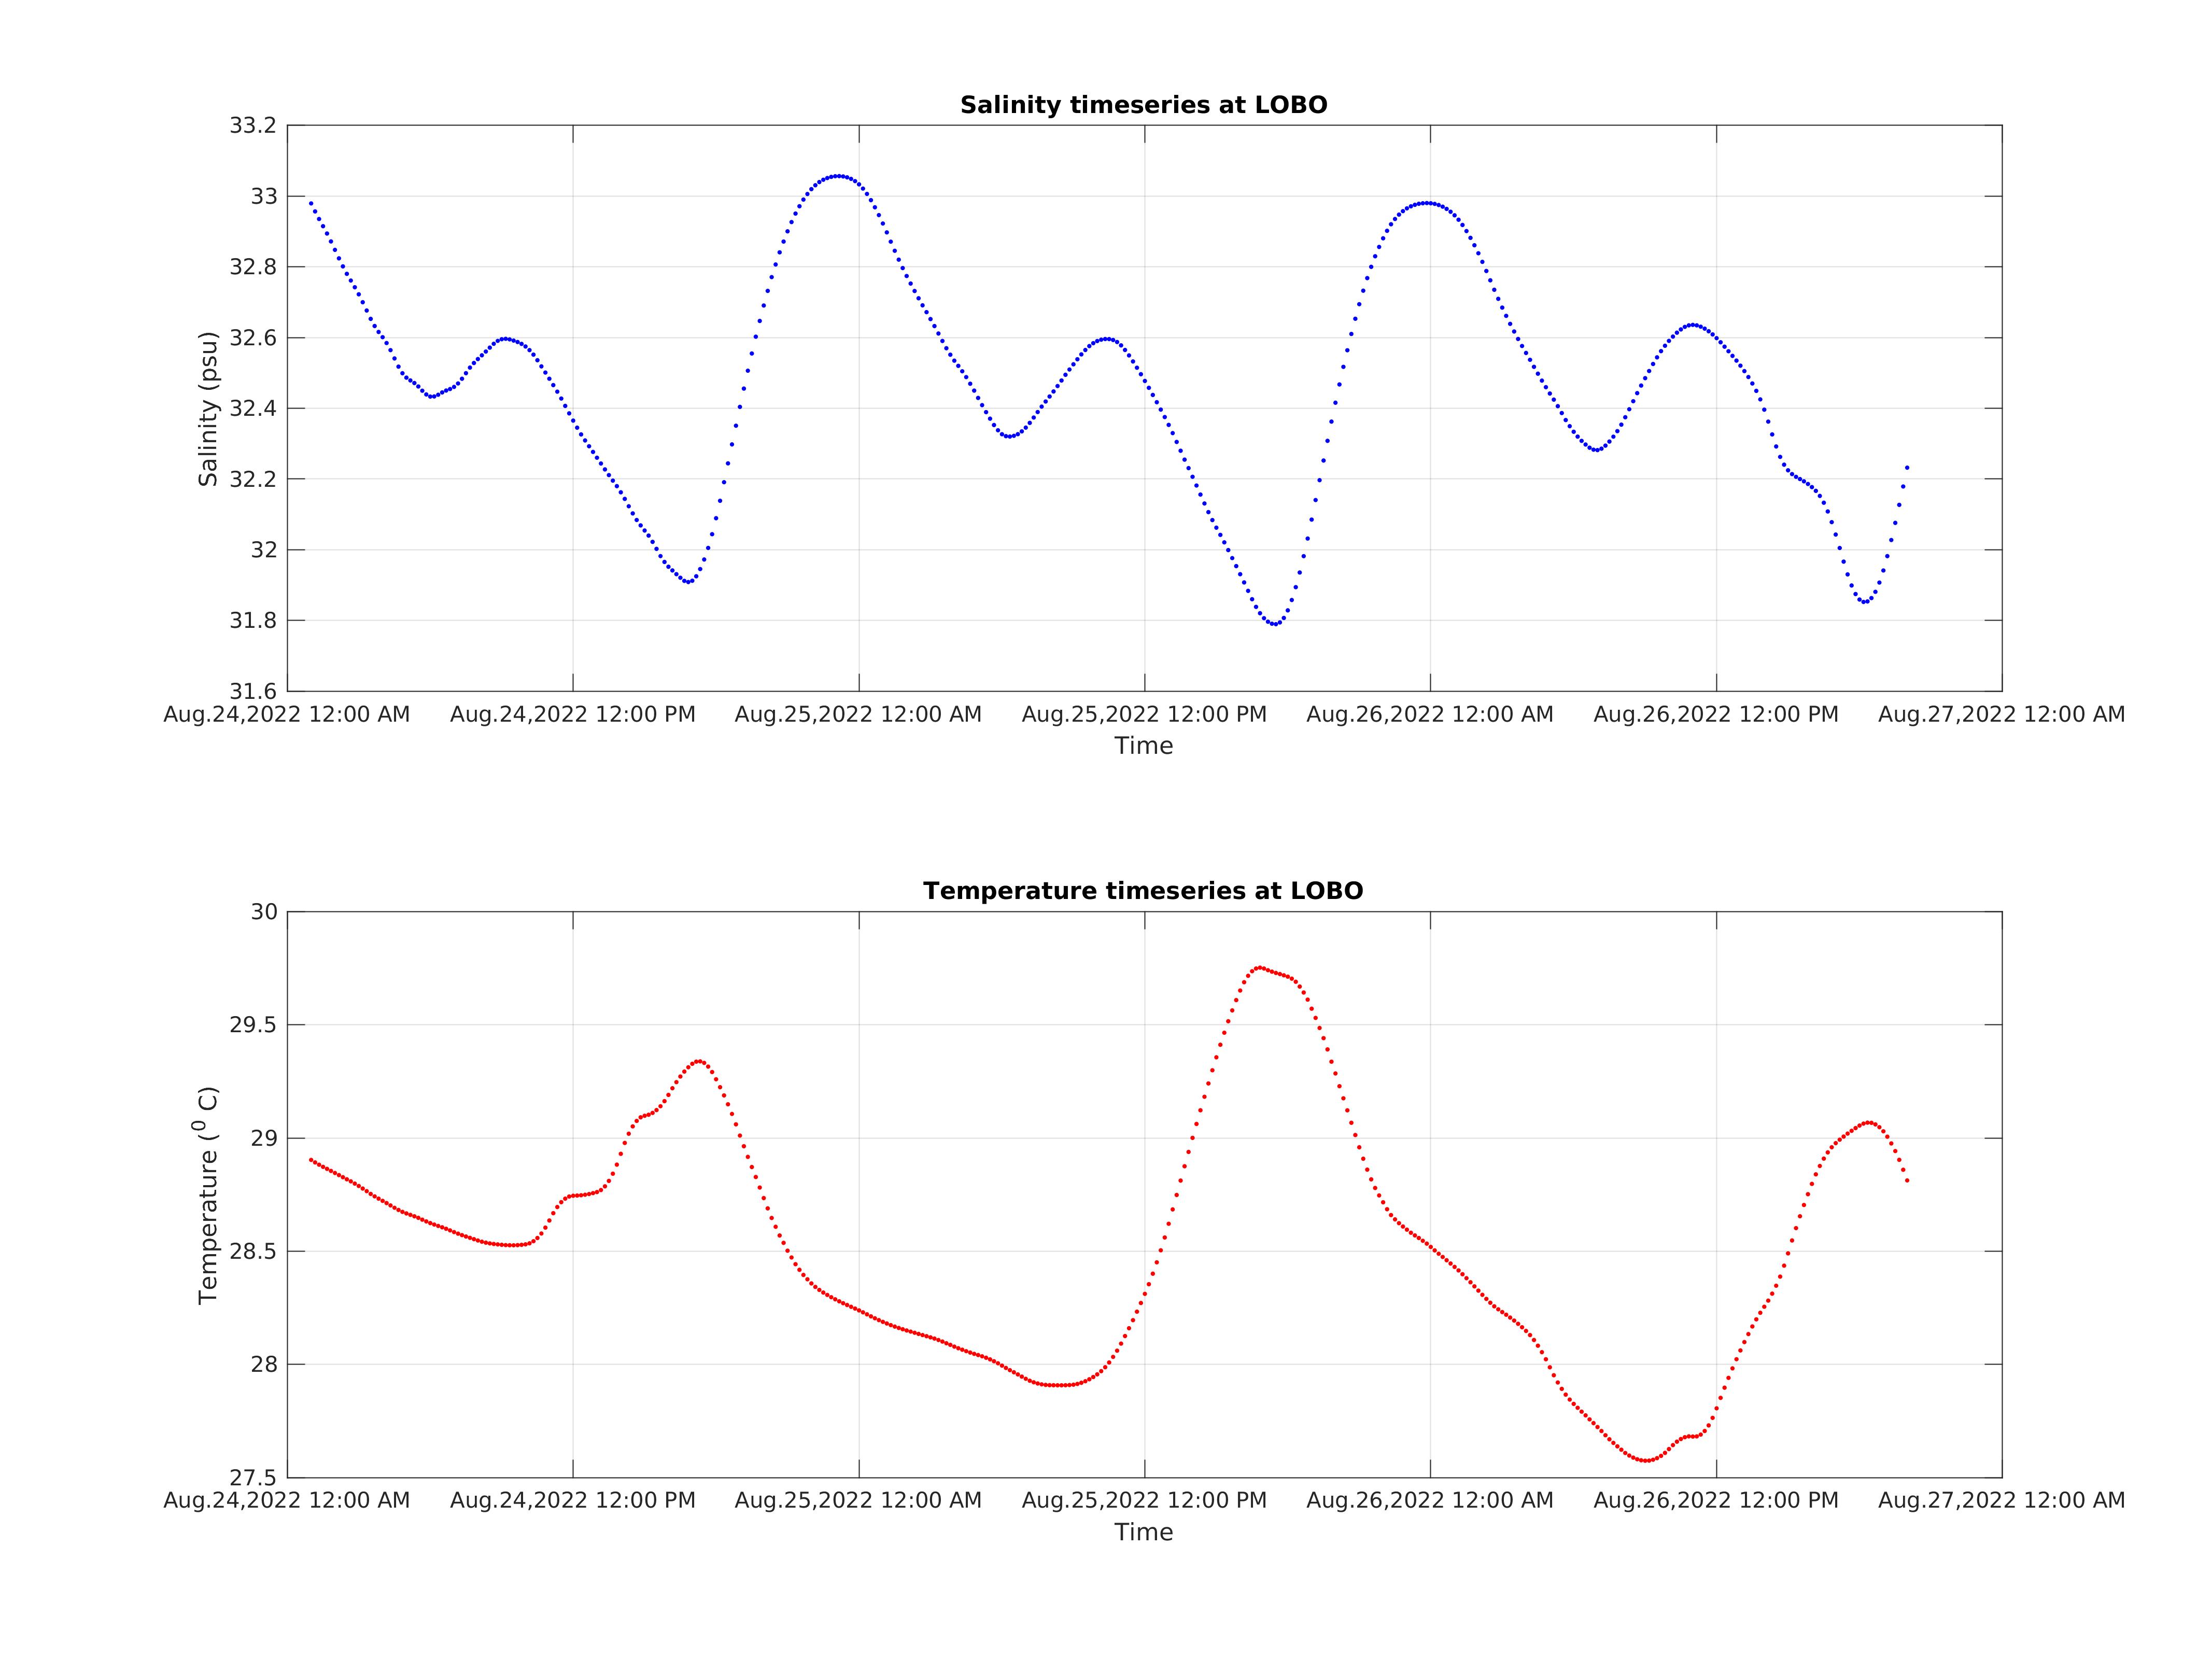 Salinity timeseries at LOBO
33.2
33
32.8
32.6
32.4
32.2
32
31.8
31.6
Salinity (psu)
Aug.24,2022 12:00 AM Aug.24,2022 12:00 PM Aug.25,2022 12:00 AM Aug.25,2022 12:00 PM Aug.26,2022 12:00 AM Aug.26,2022 12:00 PM Aug.27,2022 12:00 AM
Time
Temperature timeseries at LOBO
30
29.5
29
28.5
28
27.5
Temperature (⁰ C)
Aug.24,2022 12:00 AM Aug.24,2022 12:00 PM Aug.25,2022 12:00 AM Aug.25,2022 12:00 PM Aug.26,2022 12:00 AM Aug.26,2022 12:00 PM Aug.27,2022 12:00 AM
Time